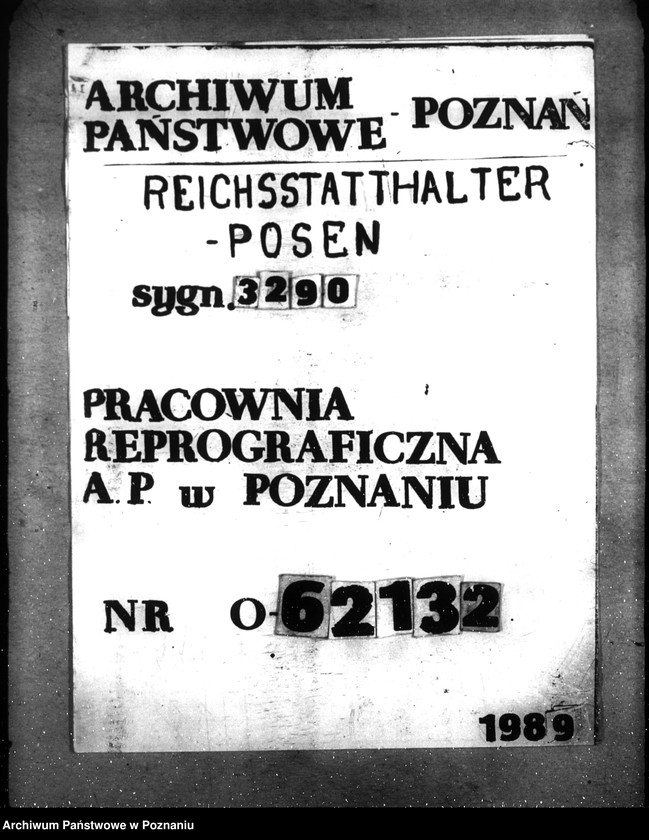 ARCHIWUM
PAŃSTWOWE - POZNAŃ
REICHSSTATTHALTER
-POSEN
sygn. 3290
PRACOWNIA
REPROGRAFICZNA
A.P. w POZNANIU
NR O-62132
1989
Archiwum Państwowe w Poznaniu